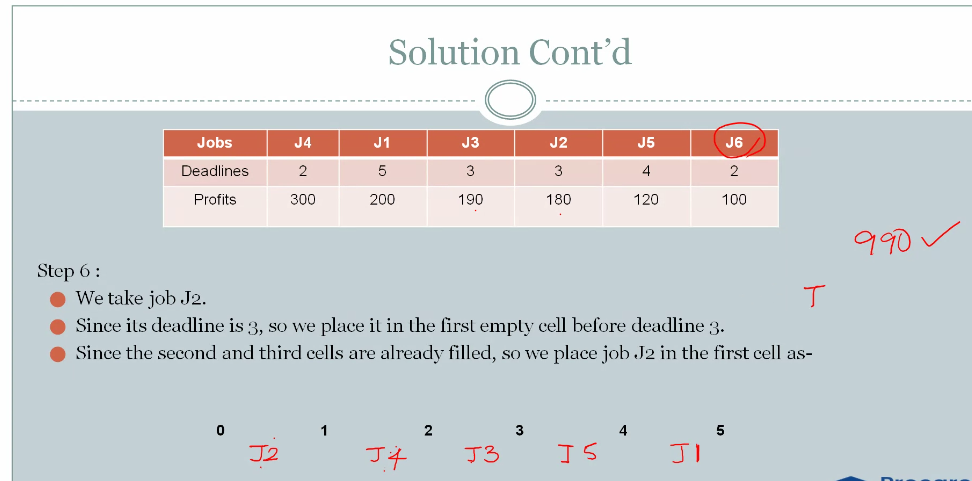 Solution Cont'd
Jobs J4 J1 J3 J2 J5 J6
Deadlines 2 5 3 3 4 2
Profits 300 200 190 180 120 100
990
Step 6 :
We take job J2.
T
Since its deadline is 3, so we place it in the first empty cell before deadline 3.
Since the second and third cells are already filled, so we place job J2 in the first cell as-
0 1 2 3 4 5
J2 J4 J3 J5 J1